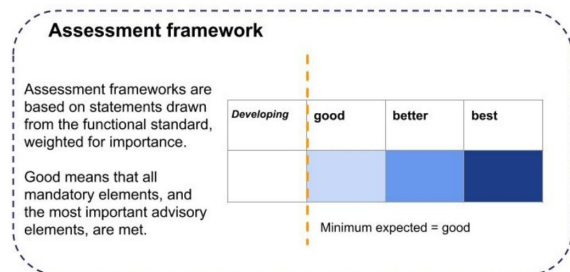 Assessment framework
Assessment frameworks are
based on statements drawn
from the functional standard,
weighted for importance.
Good means that all
mandatory elements, and
the most important advisory
elements, are met.
Developing good better best
Minimum expected = good